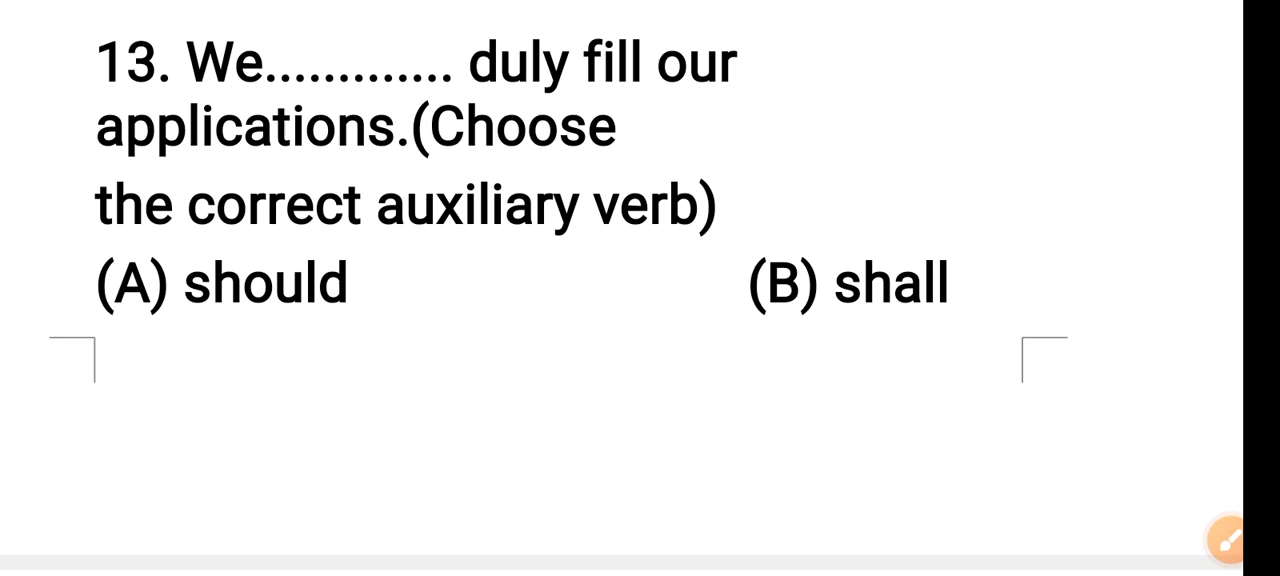 13. We............. duly fill our
applications.(Choose
the correct auxiliary verb)
(A) should (B) shall